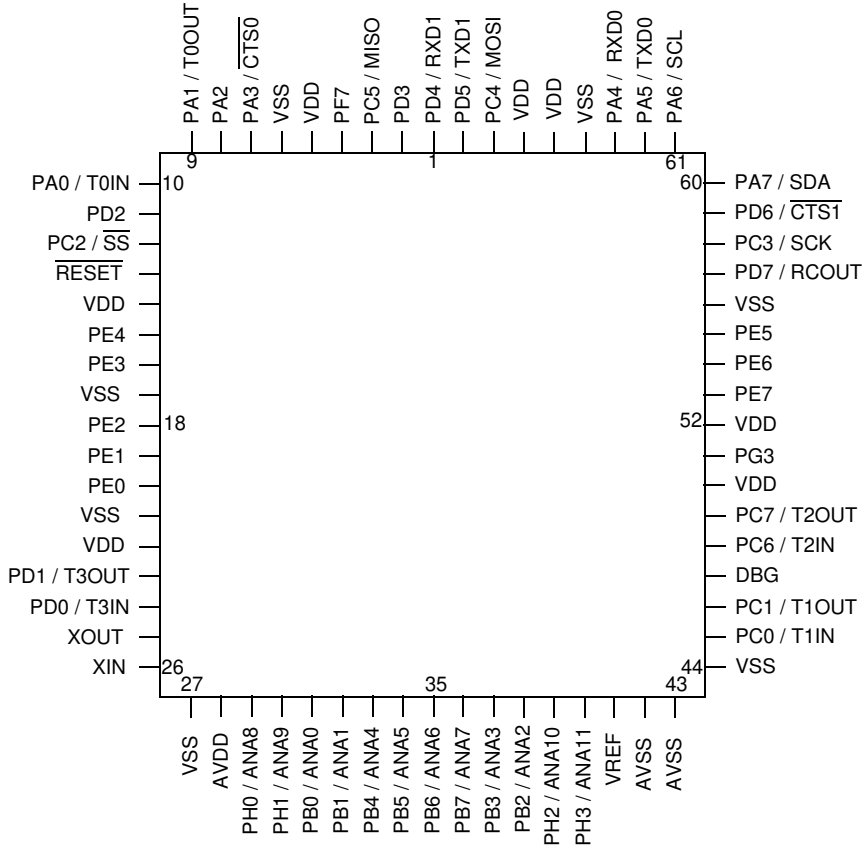 PA1 / T0OUT
PA2
PA3 / CTS0
VSS
VDD
PF7
PC5 / MISO
PD3
PD4 / RXD1
PD5 / TXD1
PC4 / MOSI
VDD
VDD
VSS
PA4 / RXD0
PA5 / TXD0
PA6 / SCL
9
1
61
PA0 / T0IN
10
60
PA7 / SDA
PD2
PD6 / CTS1
PC2 / SS
PC3 / SCK
RESET
PD7 / RCOUT
VDD
VSS
PE4
PE5
PE3
PE6
VSS
PE7
PE2
18
52
VDD
PE1
PG3
PE0
VDD
VSS
PC7 / T2OUT
VDD
PC6 / T2IN
PD1 / T3OUT
DBG
PD0 / T3IN
PC1 / T1OUT
XOUT
PC0 / T1IN
XIN
26
44
VSS
27
35
43
VSS
AVDD
PH0 / ANA8
PH1 / ANA9
PB0 / ANA0
PB1 / ANA1
PB4 / ANA4
PB5 / ANA5
PB6 / ANA6
PB7 / ANA7
PB3 / ANA3
PB2 / ANA2
PH2 / ANA10
PH3 / ANA11
VREF
AVSS
AVSS